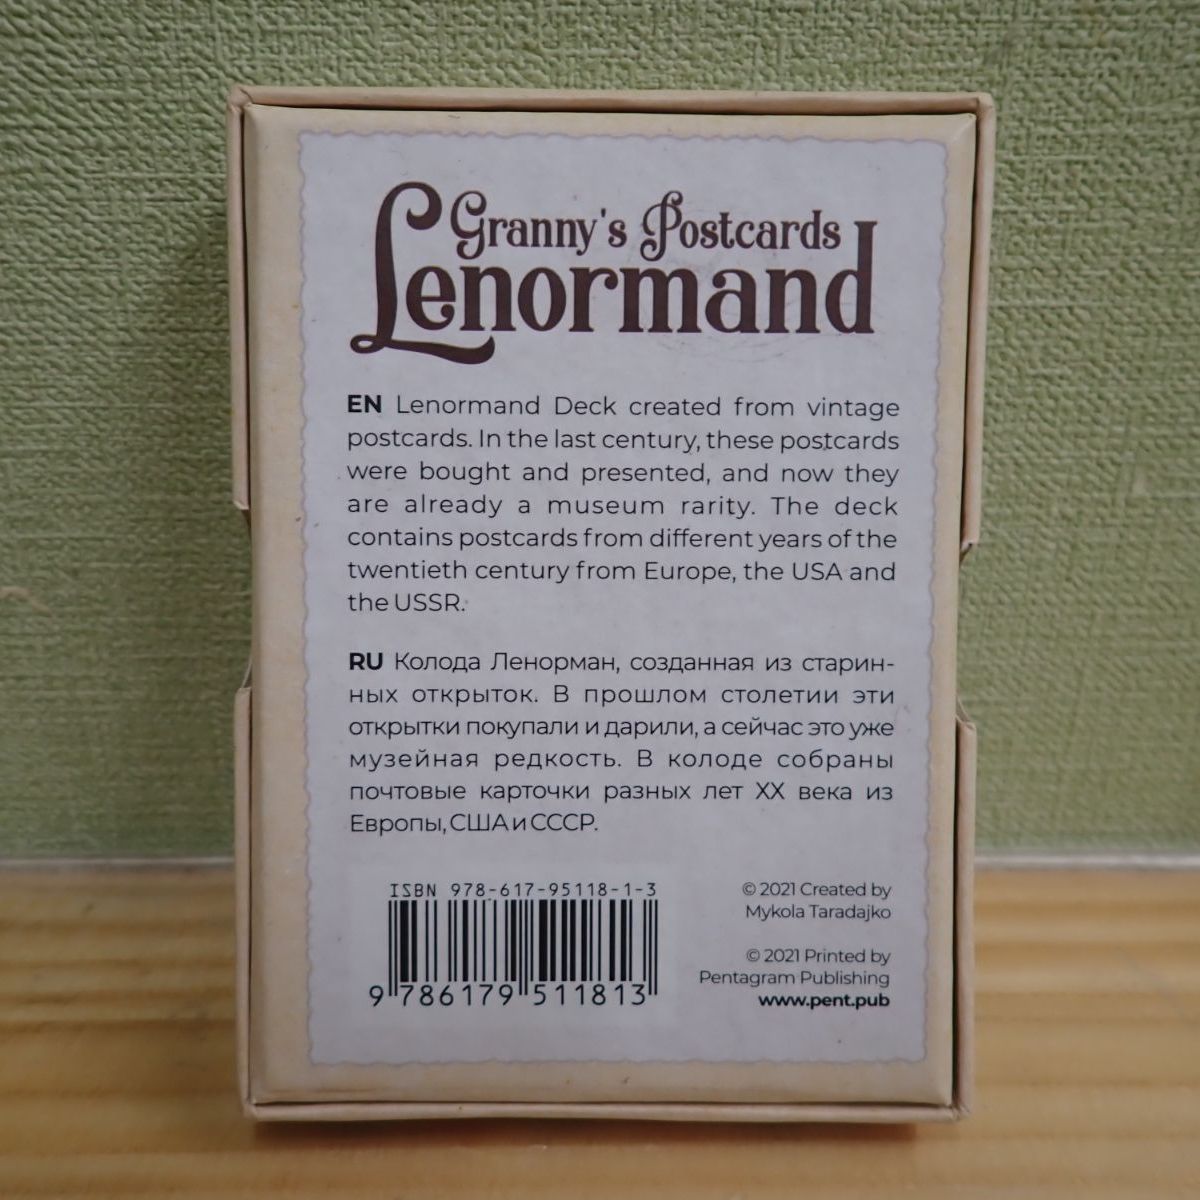 Granny's Postcards
Lenormand
EN Lenormand Deck created from vintage
postcards. In the last century, these postcards
were bought and presented, and now they
are already a museum rarity. The deck
contains postcards from different years of the
twentieth century from Europe, the USA and
the USSR.
RU Колода Ленорман, созданная из старин-
ных открыток. В прошлом столетии эти
открытки покупали и дарили, а сейчас это уже
музейная редкость. В колоде собраны
почтовые карточки разных лет XX века из
Европы, США и СССР.
ISBN 978-617-95118-1-3
9 786179 511813
© 2021 Created by
Mykola Taradajko
© 2021 Printed by
Pentagram Publishing
www.pent.pub